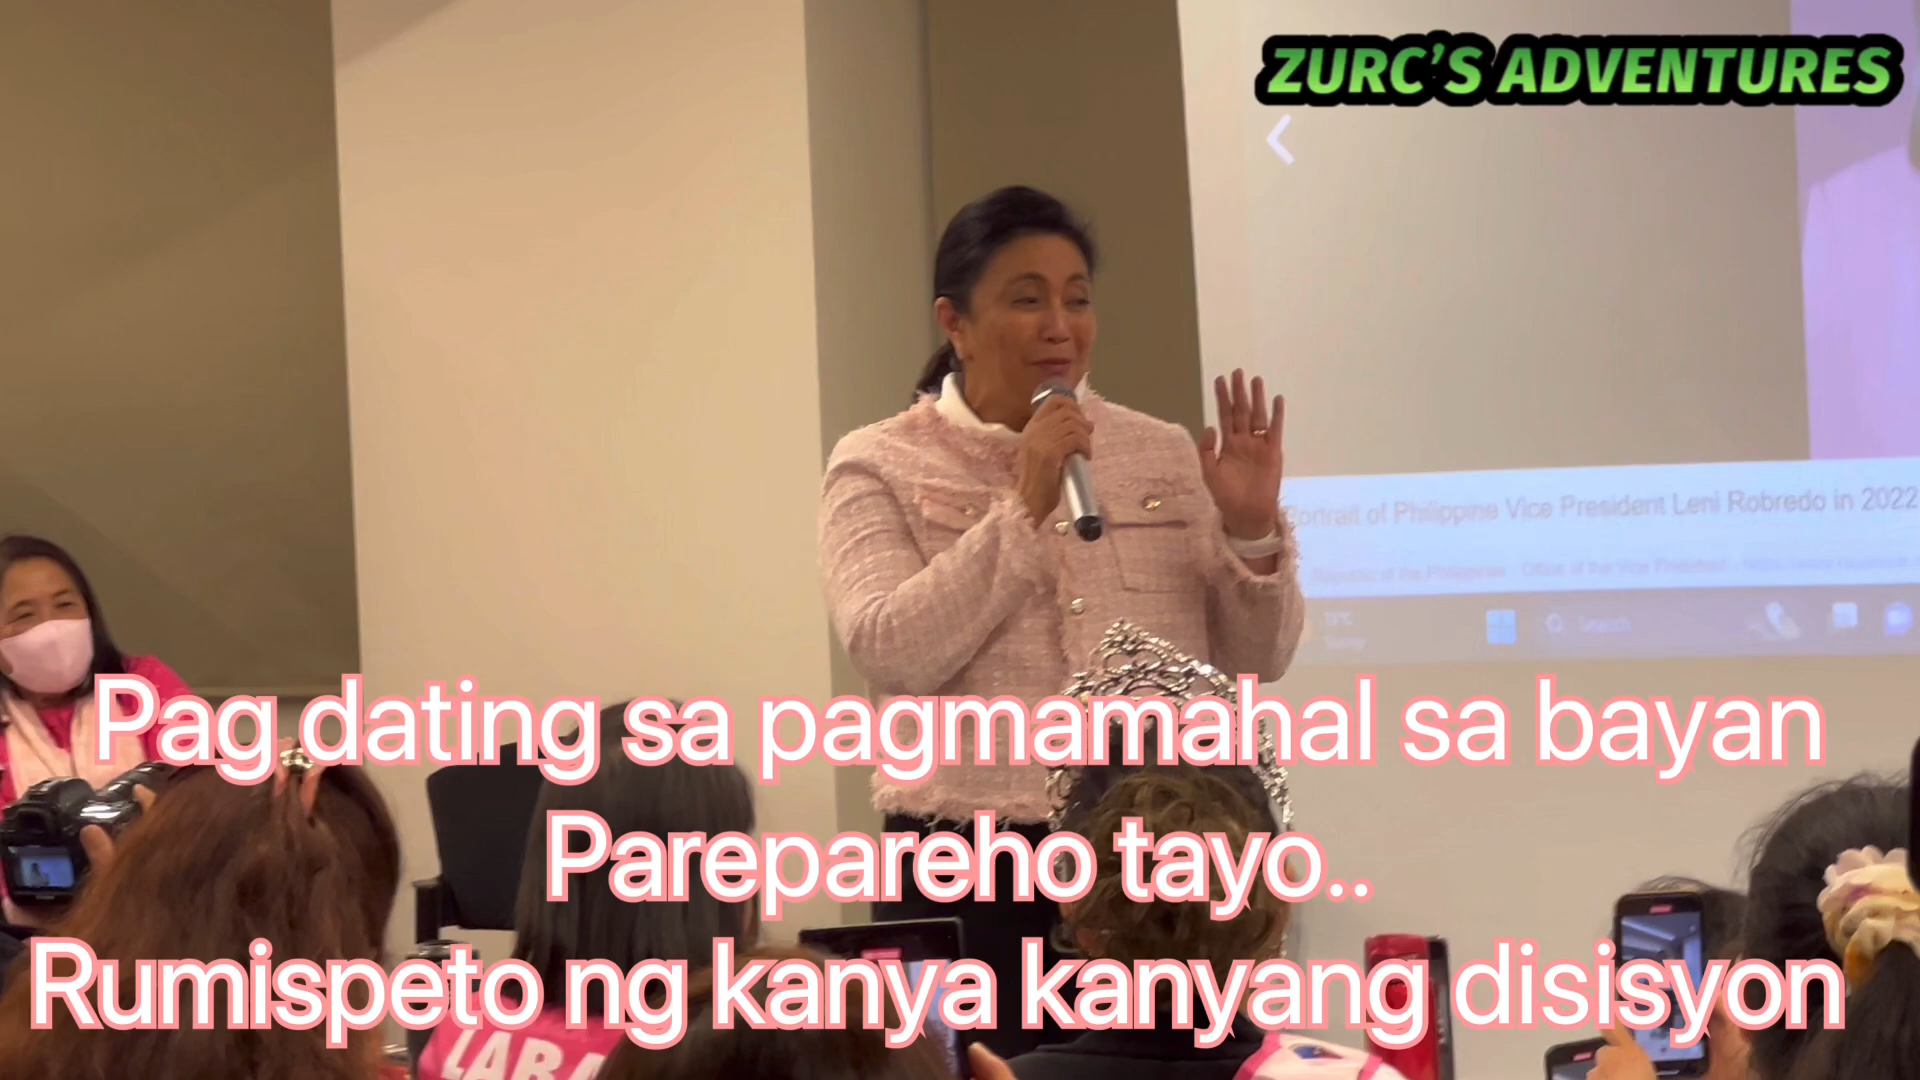 ZURC'S ADVENTURES
Portrait of Philippine Vice President Leni Robredo in 2022
Search
Pag dating sa pagmamahal sa bayan
Parepareho tayo..
Rumispeto ng kanya kanyang disisyon